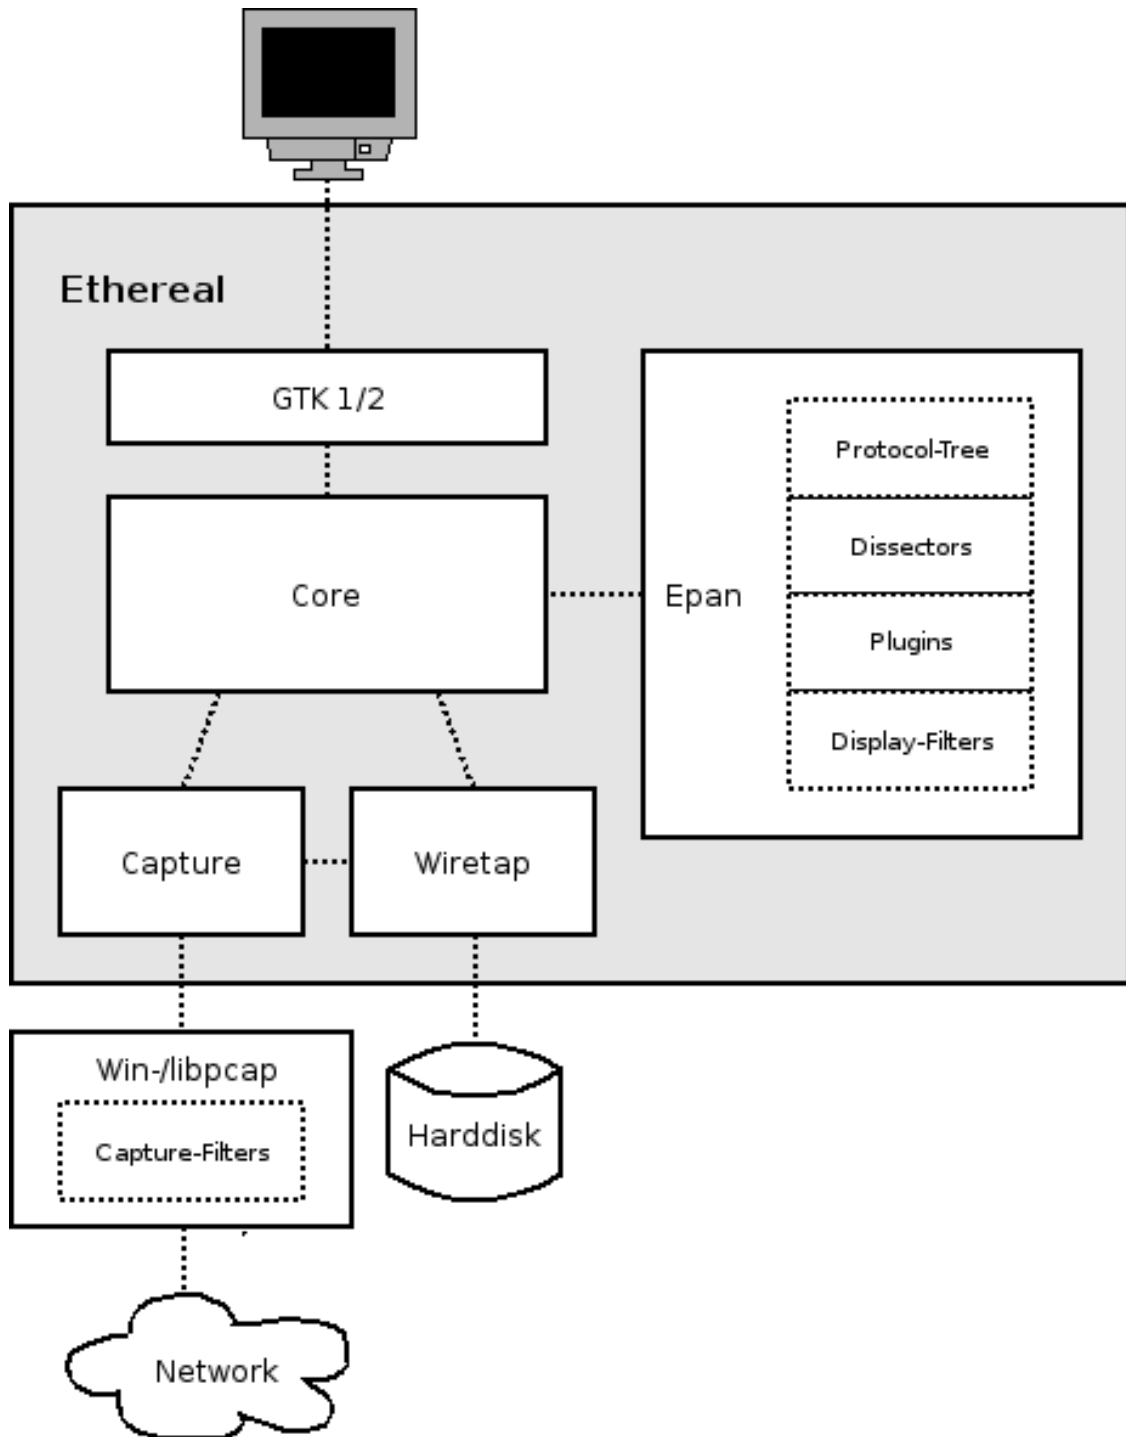 Ethereal
GTK 1/2
Protocol-Tree
Dissectors
Core
Epan
Plugins
Display-Filters
Capture
Wiretap
Win-/libpcap
Capture-Filters
Harddisk
Network